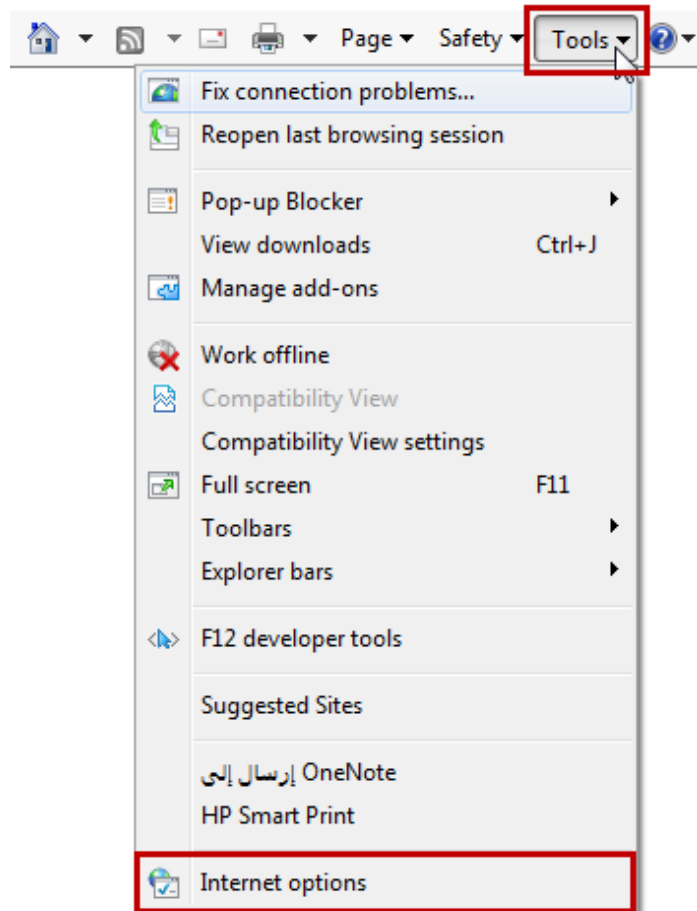 Page Safety Tools
Fix connection problems...
Reopen last browsing session
Pop-up Blocker
View downloads Ctrl+J
Manage add-ons
Work offline
Compatibility View
Compatibility View settings
Full screen F11
Toolbars
Explorer bars
F12 developer tools
Suggested Sites
إرسال إلى OneNote
HP Smart Print
Internet options